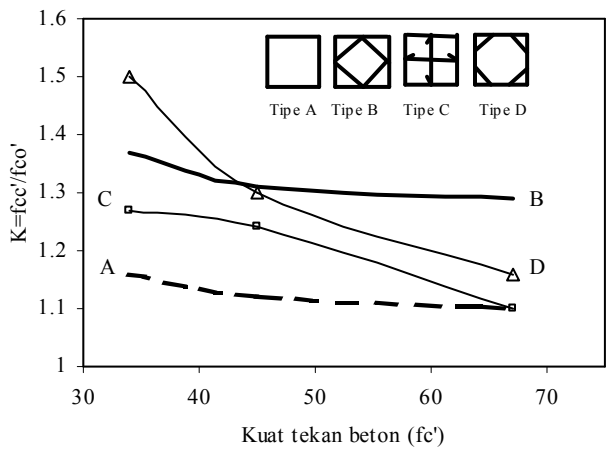 1.6
1.5
1.4
1.3
1.2
1.1
1
K=fcc'/fco'
Tipe A Tipe B Tipe C Tipe D
C
A
B
D
30 40 50 60 70
Kuat tekan beton (fc')